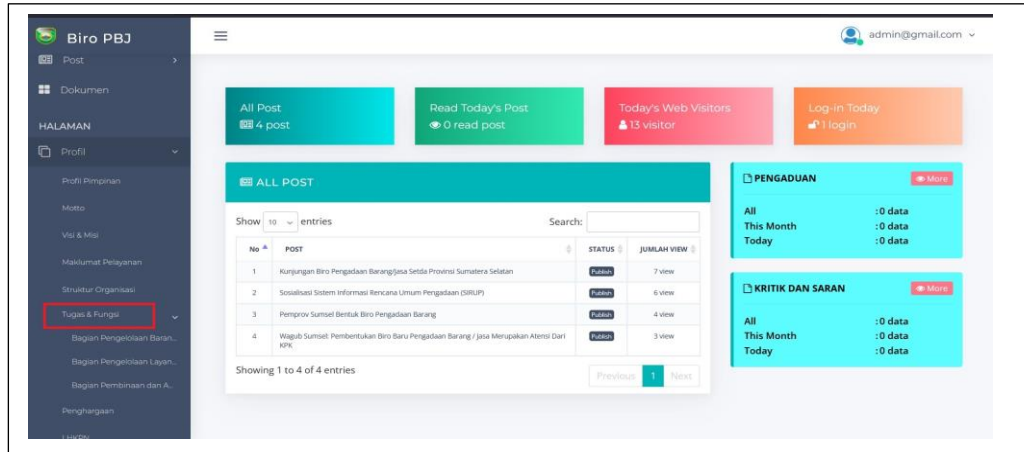 Biro PBJ
admin@gmail.com
Post
Dokumen
HALAMAN
Profil
Profil Pimpinan
Motto
Visi & Misi
Maklumat Pelayanan
Struktur Organisasi
Tugas & Fungsi
Bagian Pengelolaan Baran...
Bagian Pengelolaan Layan...
Bagian Pembinaan dan A...
Penghargaan
LHKPN
All Post
4 post
Read Today's Post
0 read post
Today's Web Visitors
13 visitor
Log-in Today
1 login
ALL POST
Show 10 entries
Search:
No POST STATUS JUMLAH VIEW
1 Kunjungan Biro Pengadaan Barang/Jasa Setda Provinsi Sumatera Selatan Publish 7 view
2 Sosialisasi Sistem Informasi Rencana Umum Pengadaan (SIRUP) Publish 6 view
3 Pemprov Sumsel Bentuk Biro Pengadaan Barang Publish 4 view
4 Wagub Sumsel: Pembentukan Biro Baru Pengadaan Barang / Jasa Merupakan Atensi Dari
KPK Publish 3 view
Showing 1 to 4 of 4 entries
Previous 1 Next
PENGADUAN More
All : 0 data
This Month : 0 data
Today : 0 data
KRITIK DAN SARAN More
All : 0 data
This Month : 0 data
Today : 0 data